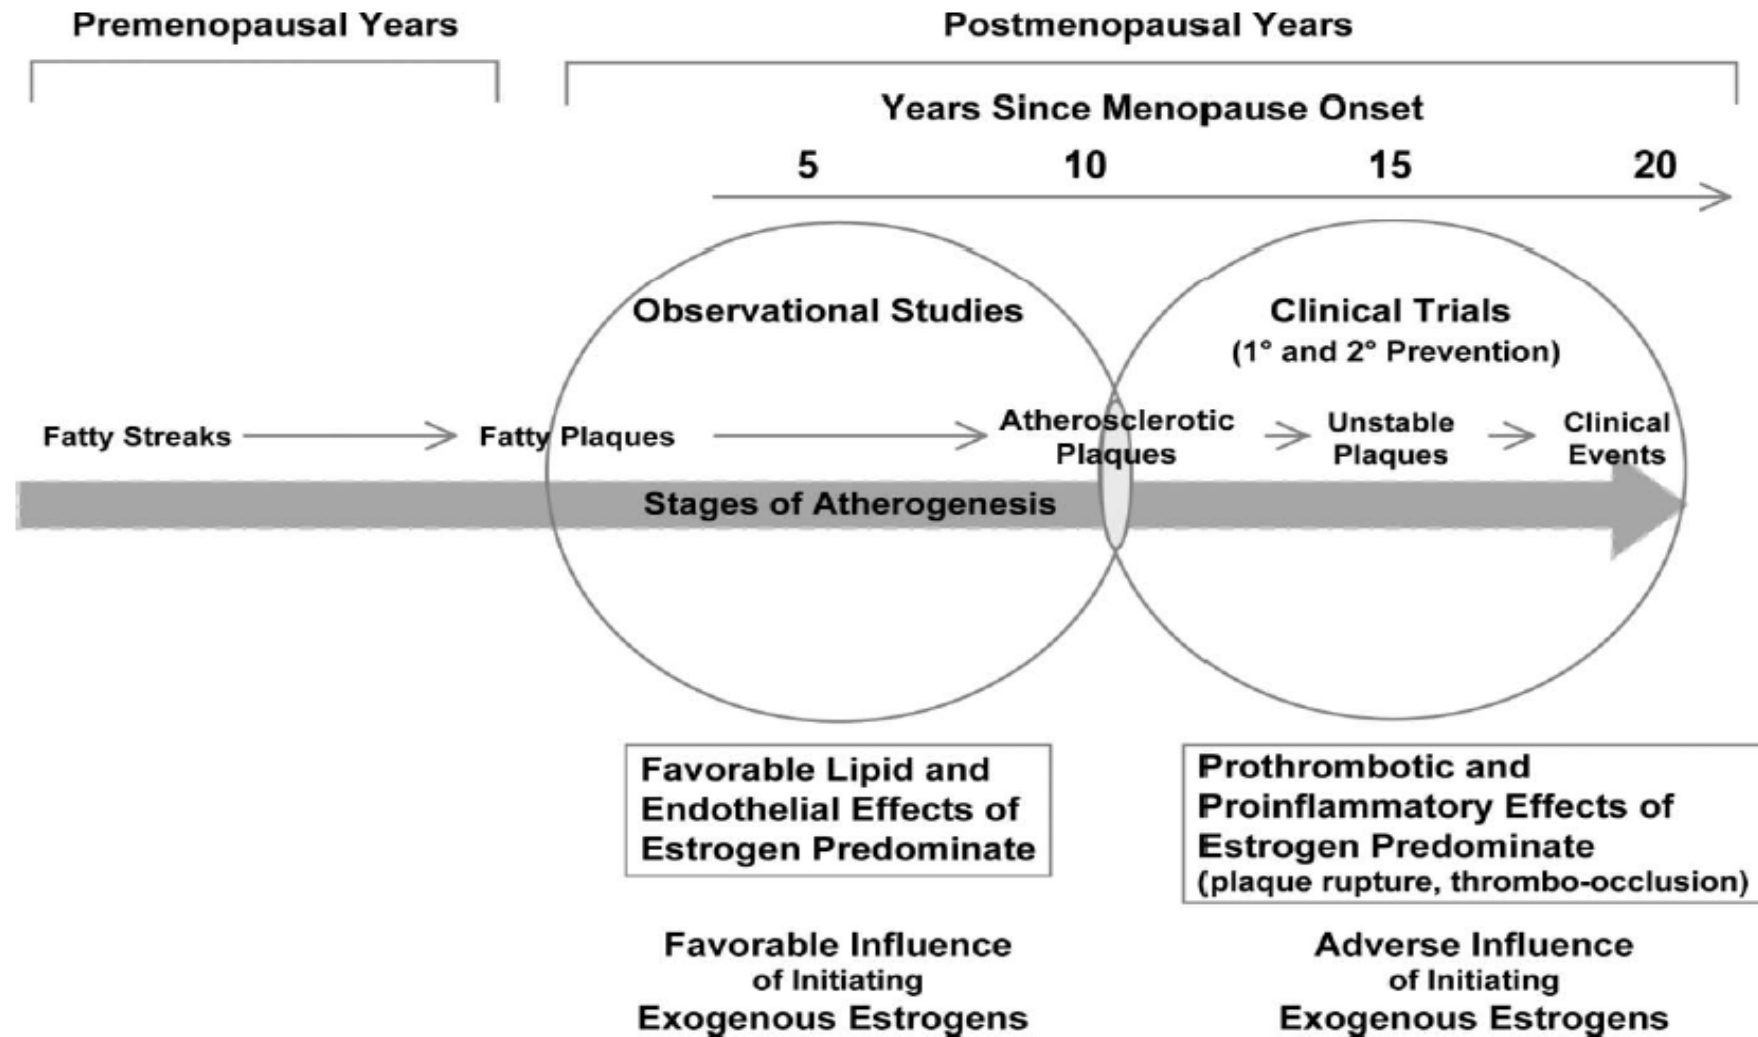 Premenopausal Years
Postmenopausal Years
Years Since Menopause Onset
5 10 15 20
Observational Studies
Clinical Trials
(1° and 2° Prevention)
Fatty Streaks
Fatty Plaques
Atherosclerotic
Plaques
Unstable
Plaques
Clinical
Events
Stages of Atherogenesis
Favorable Lipid and
Endothelial Effects of
Estrogen Predominate
Prothrombotic and
Proinflammatory Effects of
Estrogen Predominate
(plaque rupture, thrombo-occlusion)
Favorable Influence
of Initiating
Exogenous Estrogens
Adverse Influence
of Initiating
Exogenous Estrogens